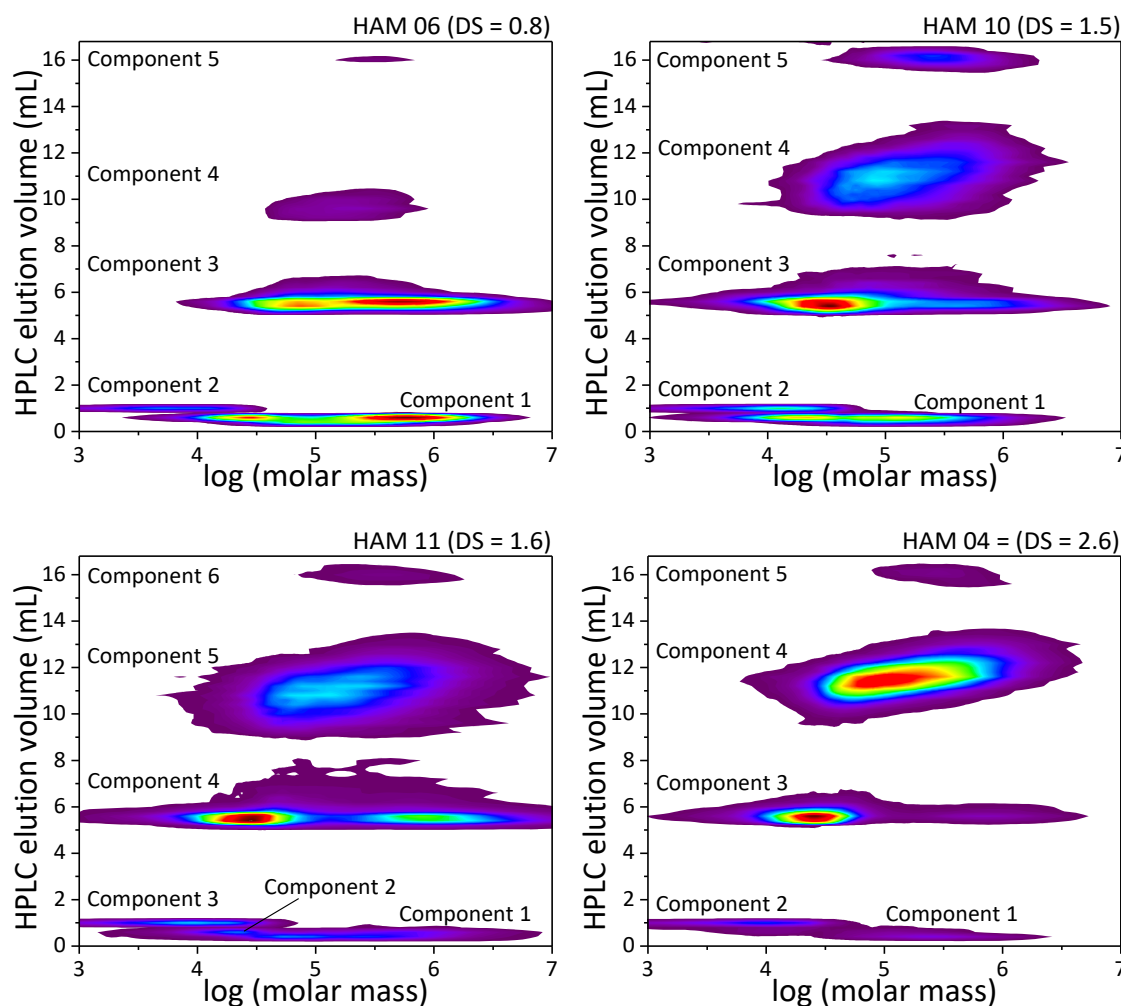 HAM 06 (DS = 0.8)
HPLC elution volume (mL)
16
14
12
10
8
6
4
2
0
Component 5
Component 4
Component 3
Component 2
Component 1
3
4
5
6
7
log (molar mass)
HAM 10 (DS = 1.5)
HPLC elution volume (mL)
16
14
12
10
8
6
4
2
0
Component 5
Component 4
Component 3
Component 2
Component 1
3
4
5
6
7
log (molar mass)
HAM 11 (DS = 1.6)
HPLC elution volume (mL)
16
14
12
10
8
6
4
2
0
Component 6
Component 5
Component 4
Component 3
Component 2
Component 1
3
4
5
6
7
log (molar mass)
HAM 04 = (DS = 2.6)
HPLC elution volume (mL)
16
14
12
10
8
6
4
2
0
Component 5
Component 4
Component 3
Component 2
Component 1
3
4
5
6
7
log (molar mass)